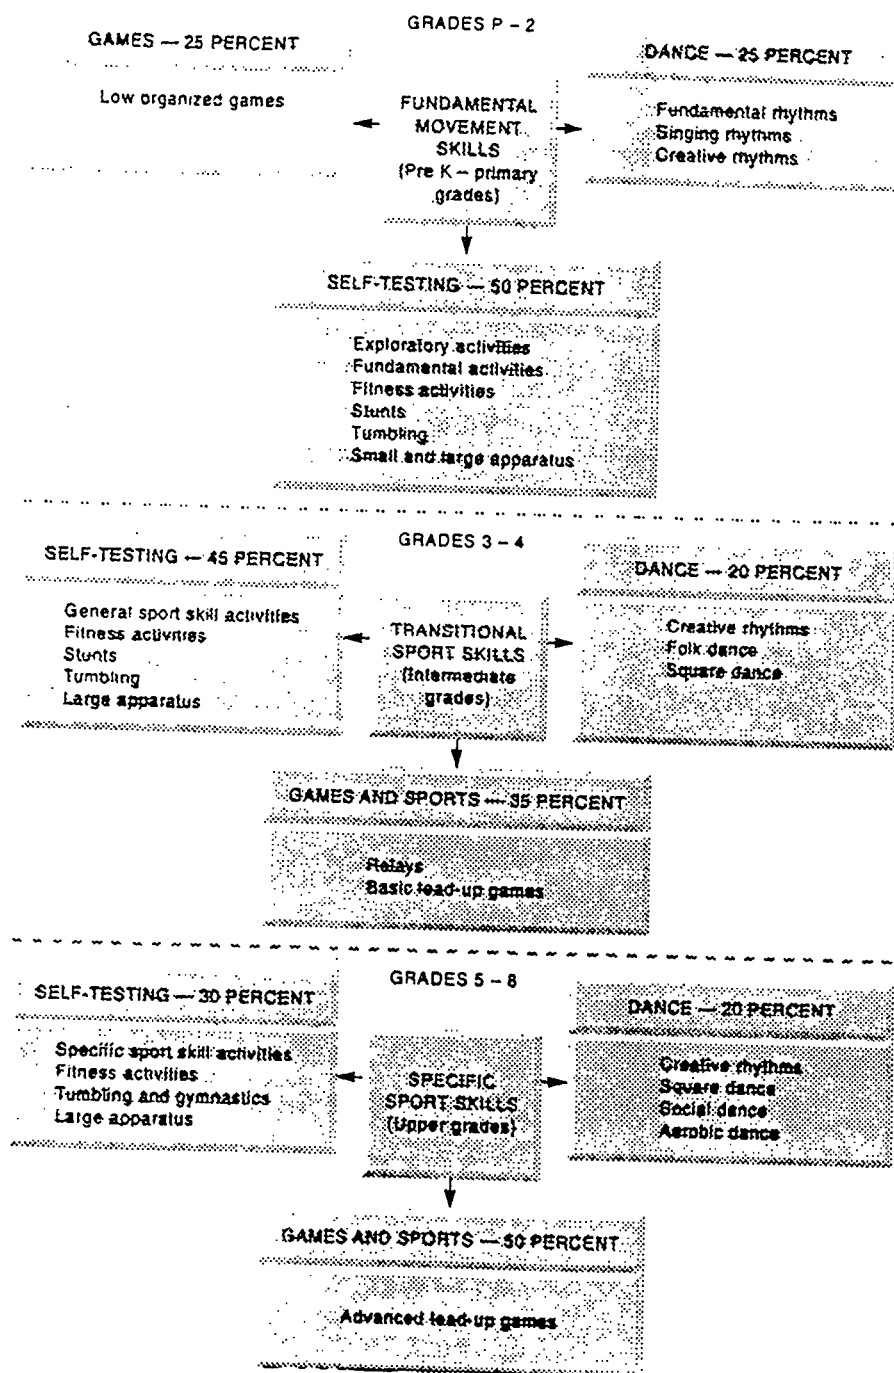 GRADES P – 2
GAMES — 25 PERCENT
Low organized games
FUNDAMENTAL
MOVEMENT
SKILLS
(Pre K – primary
grades)
DANCE — 25 PERCENT
Fundamental rhythms
Singing rhythms
Creative rhythms
SELF-TESTING — 50 PERCENT
Exploratory activities
Fundamental activities
Fitness activities
Stunts
Tumbling
Small and large apparatus
GRADES 3 – 4
SELF-TESTING — 45 PERCENT
General sport skill activities
Fitness activities
Stunts
Tumbling
Large apparatus
TRANSITIONAL
SPORT SKILLS
(Intermediate
grades)
DANCE — 20 PERCENT
Creative rhythms
Folk dance
Square dance
GAMES AND SPORTS — 35 PERCENT
Relays
Basic lead-up games
GRADES 5 – 8
SELF-TESTING — 30 PERCENT
Specific sport skill activities
Fitness activities
Tumbling and gymnastics
Large apparatus
SPECIFIC
SPORT SKILLS
(Upper grades)
DANCE — 20 PERCENT
Creative rhythms
Square dance
Social dance
Aerobic dance
GAMES AND SPORTS — 50 PERCENT
Advanced lead-up games